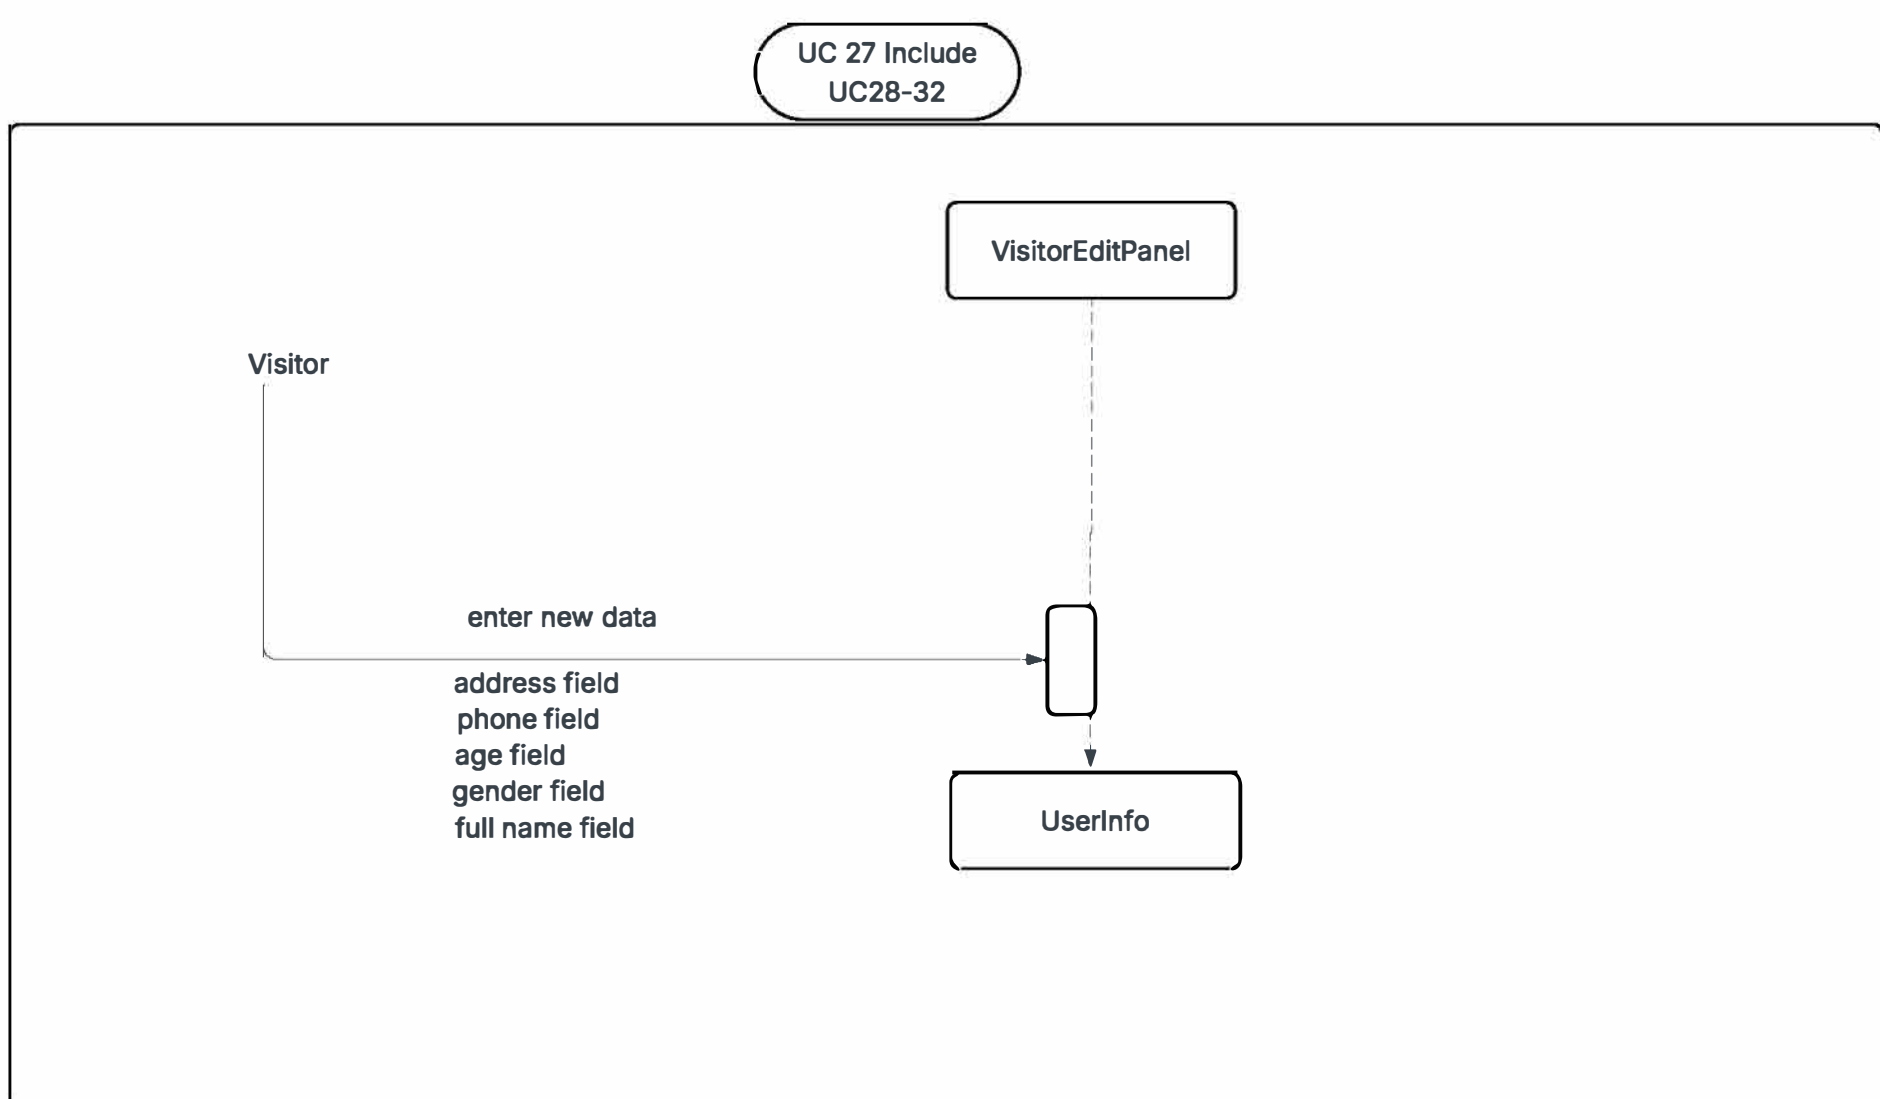 UC 27 Include
UC28-32
VisitorEditPanel
Visitor
enter new data
address field
phone field
age field
gender field
full name field
UserInfo